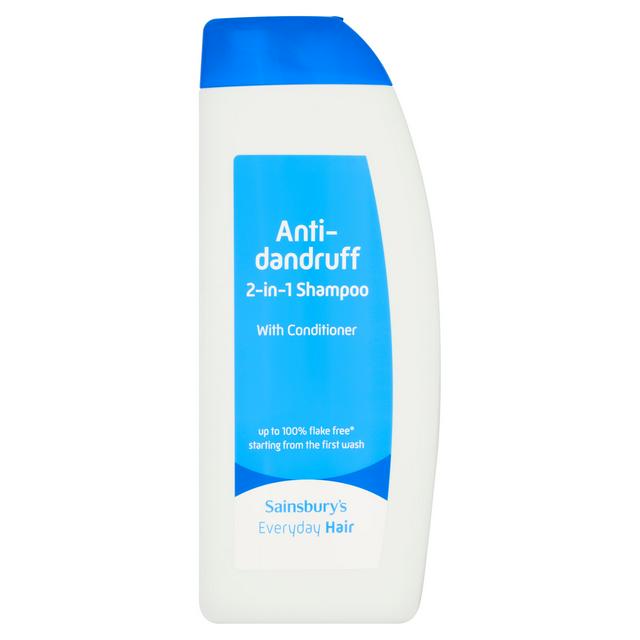 Anti-
dandruff
2-in-1 Shampoo
With Conditioner
up to 100% flake free*
starting from the first wash
Sainsbury's
Everyday Hair